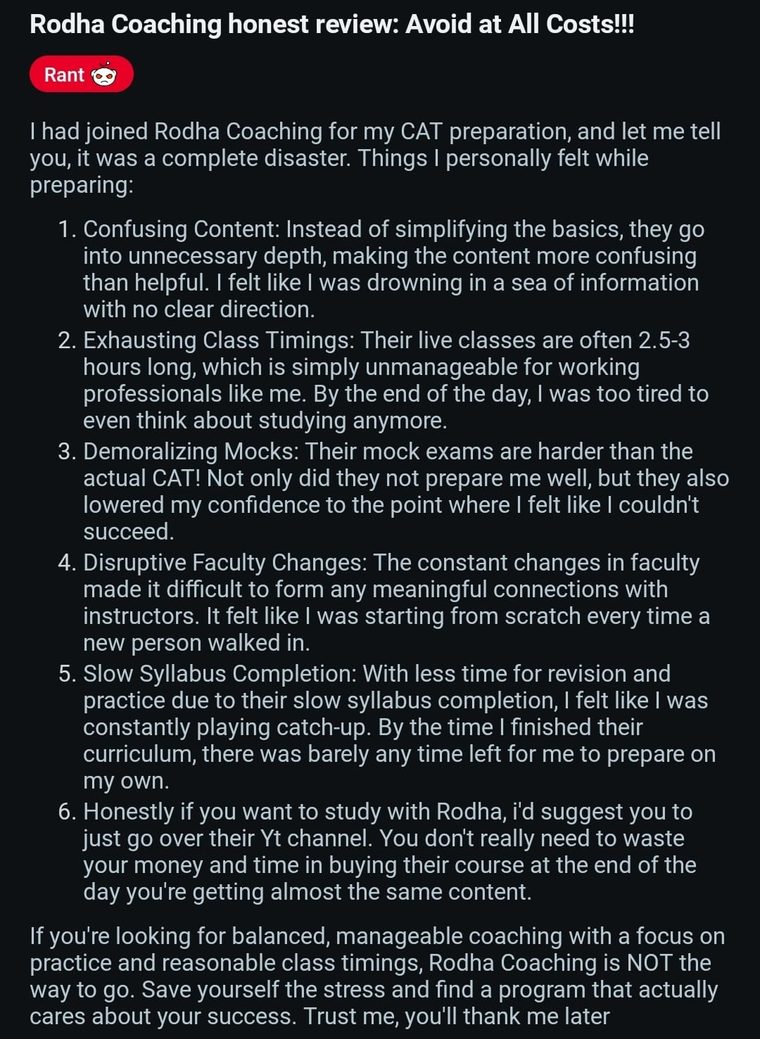 Rodha Coaching honest review: Avoid at All Costs!!!
Rant
I had joined Rodha Coaching for my CAT preparation, and let me tell
you, it was a complete disaster. Things I personally felt while
preparing:
1. Confusing Content: Instead of simplifying the basics, they go
into unnecessary depth, making the content more confusing
than helpful. I felt like I was drowning in a sea of information
with no clear direction.
2. Exhausting Class Timings: Their live classes are often 2.5-3
hours long, which is simply unmanageable for working
professionals like me. By the end of the day, I was too tired to
even think about studying anymore.
3. Demoralizing Mocks: Their mock exams are harder than the
actual CAT! Not only did they not prepare me well, but they also
lowered my confidence to the point where I felt like I couldn't
succeed.
4. Disruptive Faculty Changes: The constant changes in faculty
made it difficult to form any meaningful connections with
instructors. It felt like I was starting from scratch every time a
new person walked in.
5. Slow Syllabus Completion: With less time for revision and
practice due to their slow syllabus completion, I felt like I was
constantly playing catch-up. By the time I finished their
curriculum, there was barely any time left for me to prepare on
my own.
6. Honestly if you want to study with Rodha, i'd suggest you to
just go over their Yt channel. You don't really need to waste
your money and time in buying their course at the end of the
day you're getting almost the same content.
If you're looking for balanced, manageable coaching with a focus on
practice and reasonable class timings, Rodha Coaching is NOT the
way to go. Save yourself the stress and find a program that actually
cares about your success. Trust me, you'll thank me later